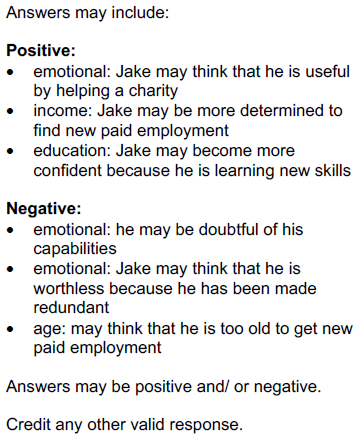 Answers may include:
Positive:
• emotional: Jake may think that he is useful
by helping a charity
• income: Jake may be more determined to
find new paid employment
• education: Jake may become more
confident because he is learning new skills
Negative:
• emotional: he may be doubtful of his
capabilities
• emotional: Jake may think that he is
worthless because he has been made
redundant
• age: may think that he is too old to get new
paid employment
Answers may be positive and/ or negative.
Credit any other valid response.